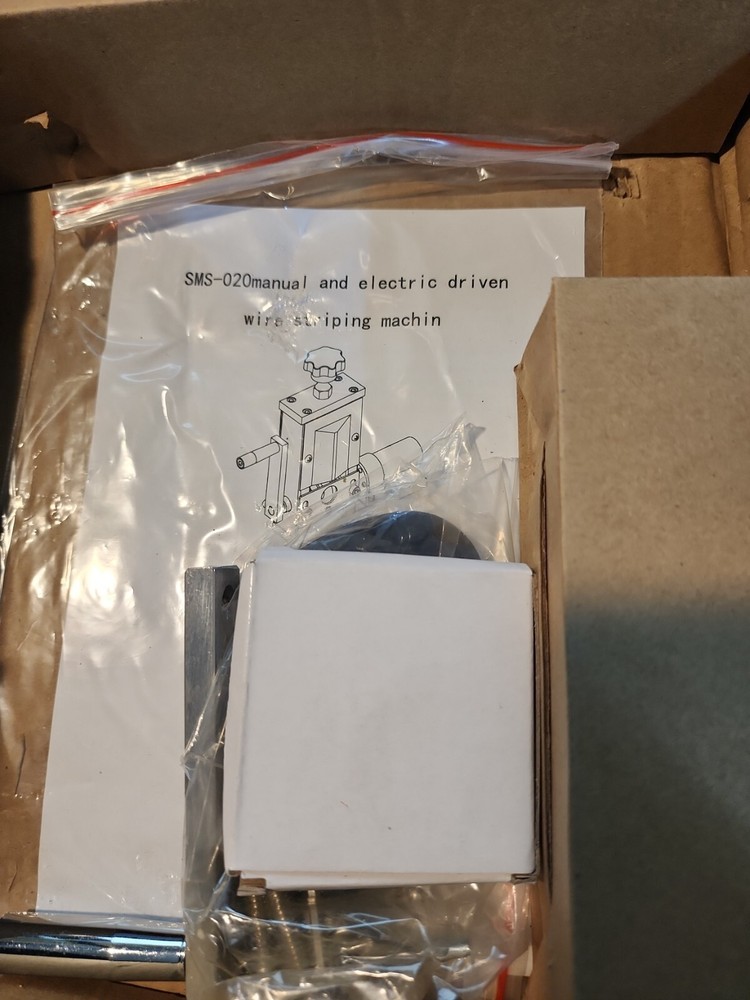 SMS-020manual and electric driven
wire striping machin